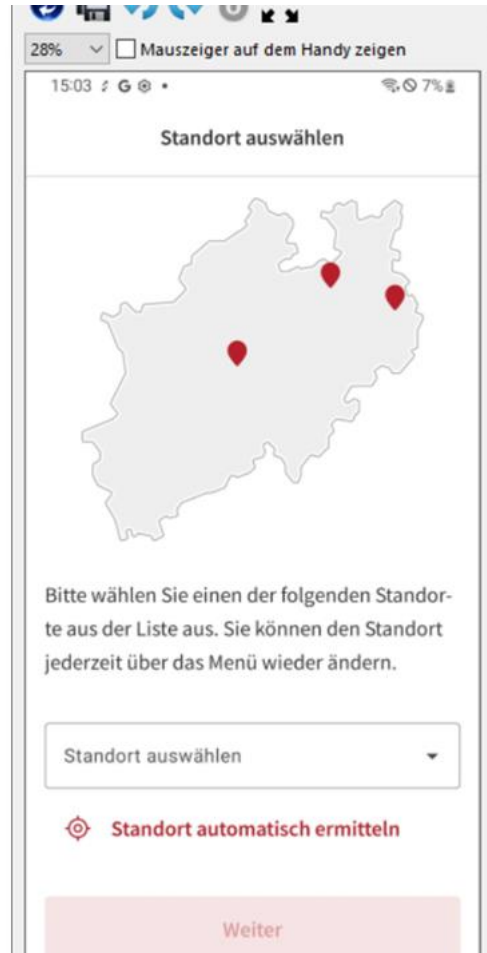 28% Mauszeiger auf dem Handy zeigen
15:03 G 7%
Standort auswählen
Bitte wählen Sie einen der folgenden Standor-
te aus der Liste aus. Sie können den Standort
jederzeit über das Menü wieder ändern.
Standort auswählen
Standort automatisch ermitteln
Weiter